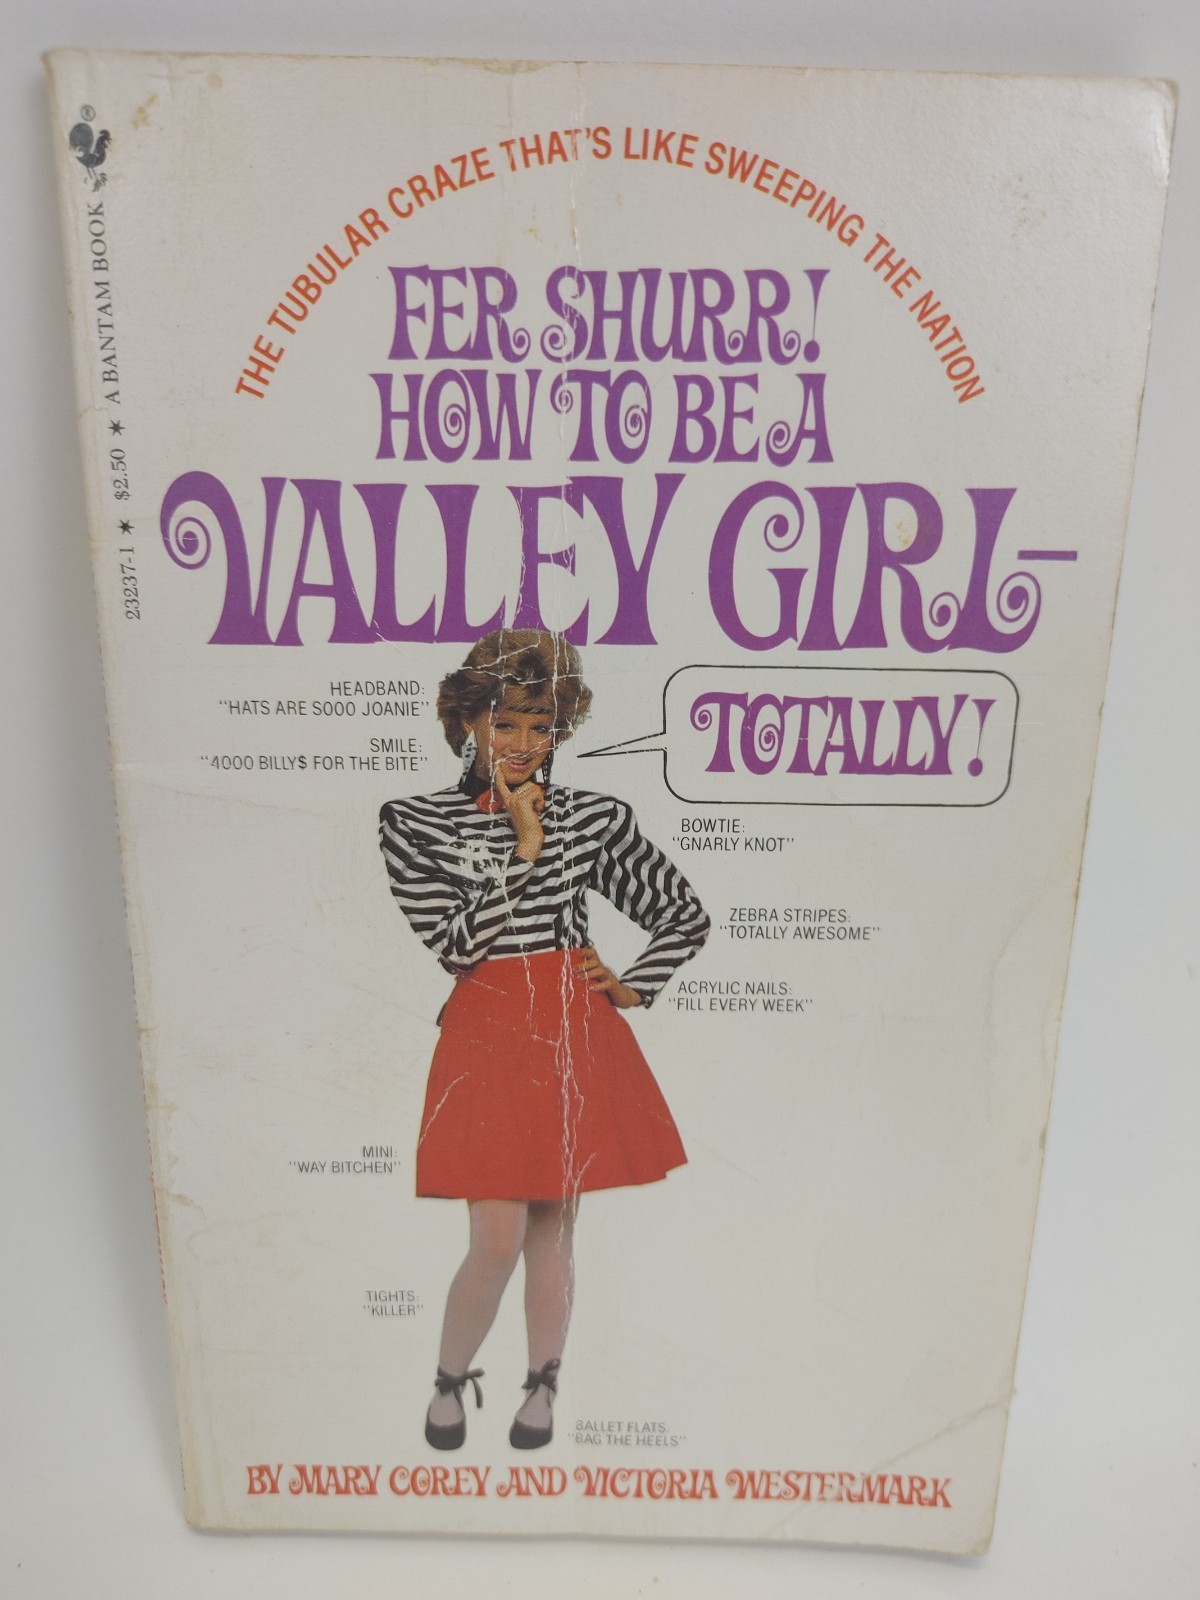 THE TUBULAR CRAZE THAT'S LIKE SWEEPING THE NATION
FER SHURR!
HOW TO BE A
VALLEY GIRL—
TOTALLY!
HEADBAND:
"HATS ARE SOOO JOANIE"
SMILE:
"4000 BILLY$ FOR THE BITE"
BOWTIE:
"GNARLY KNOT"
ZEBRA STRIPES:
"TOTALLY AWESOME"
ACRYLIC NAILS:
"FILL EVERY WEEK"
MINI:
"WAY BITCHEN"
TIGHTS:
"KILLER"
BALLET FLATS:
"BAG THE HEELS"
BY MARY COREY AND VICTORIA WESTERMARK
23237-1 ★ $2.50 ★ A BANTAM BOOK
®